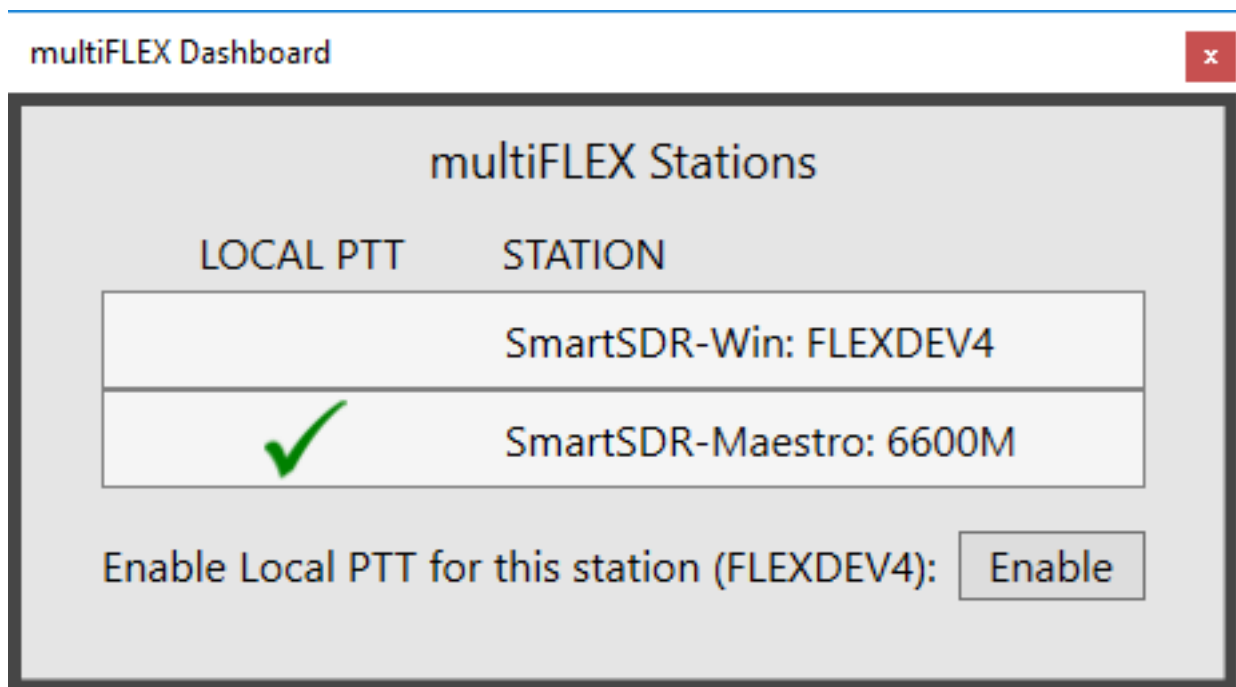 multiFLEX Dashboard
x
multiFLEX Stations
LOCAL PTT STATION
SmartSDR-Win: FLEXDEV4
SmartSDR-Maestro: 6600M
Enable Local PTT for this station (FLEXDEV4): Enable